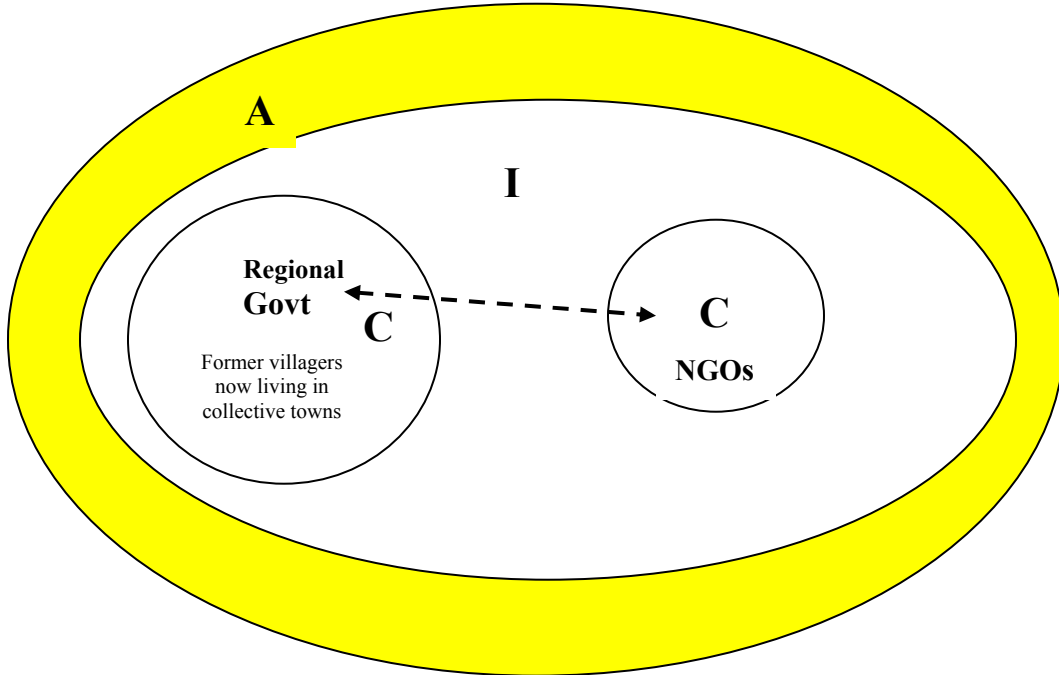 A
I
Regional
Govt
C
Former villagers
now living in
collective towns
C
NGOs